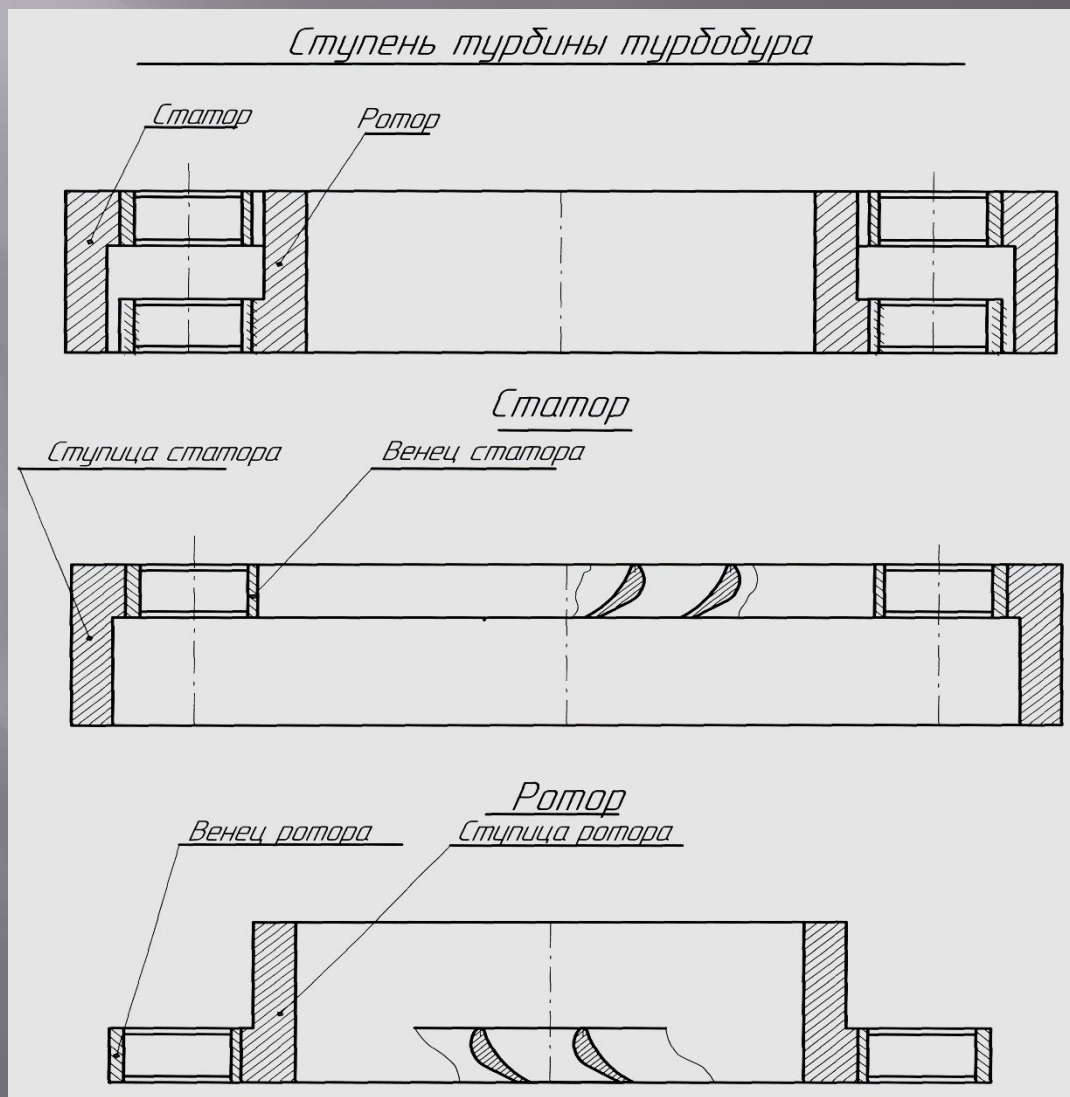 Ступень турбины турбобура
Статор
Ротор
Статор
Ступица статора
Венец статора
Ротор
Венец ротора
Ступица ротора